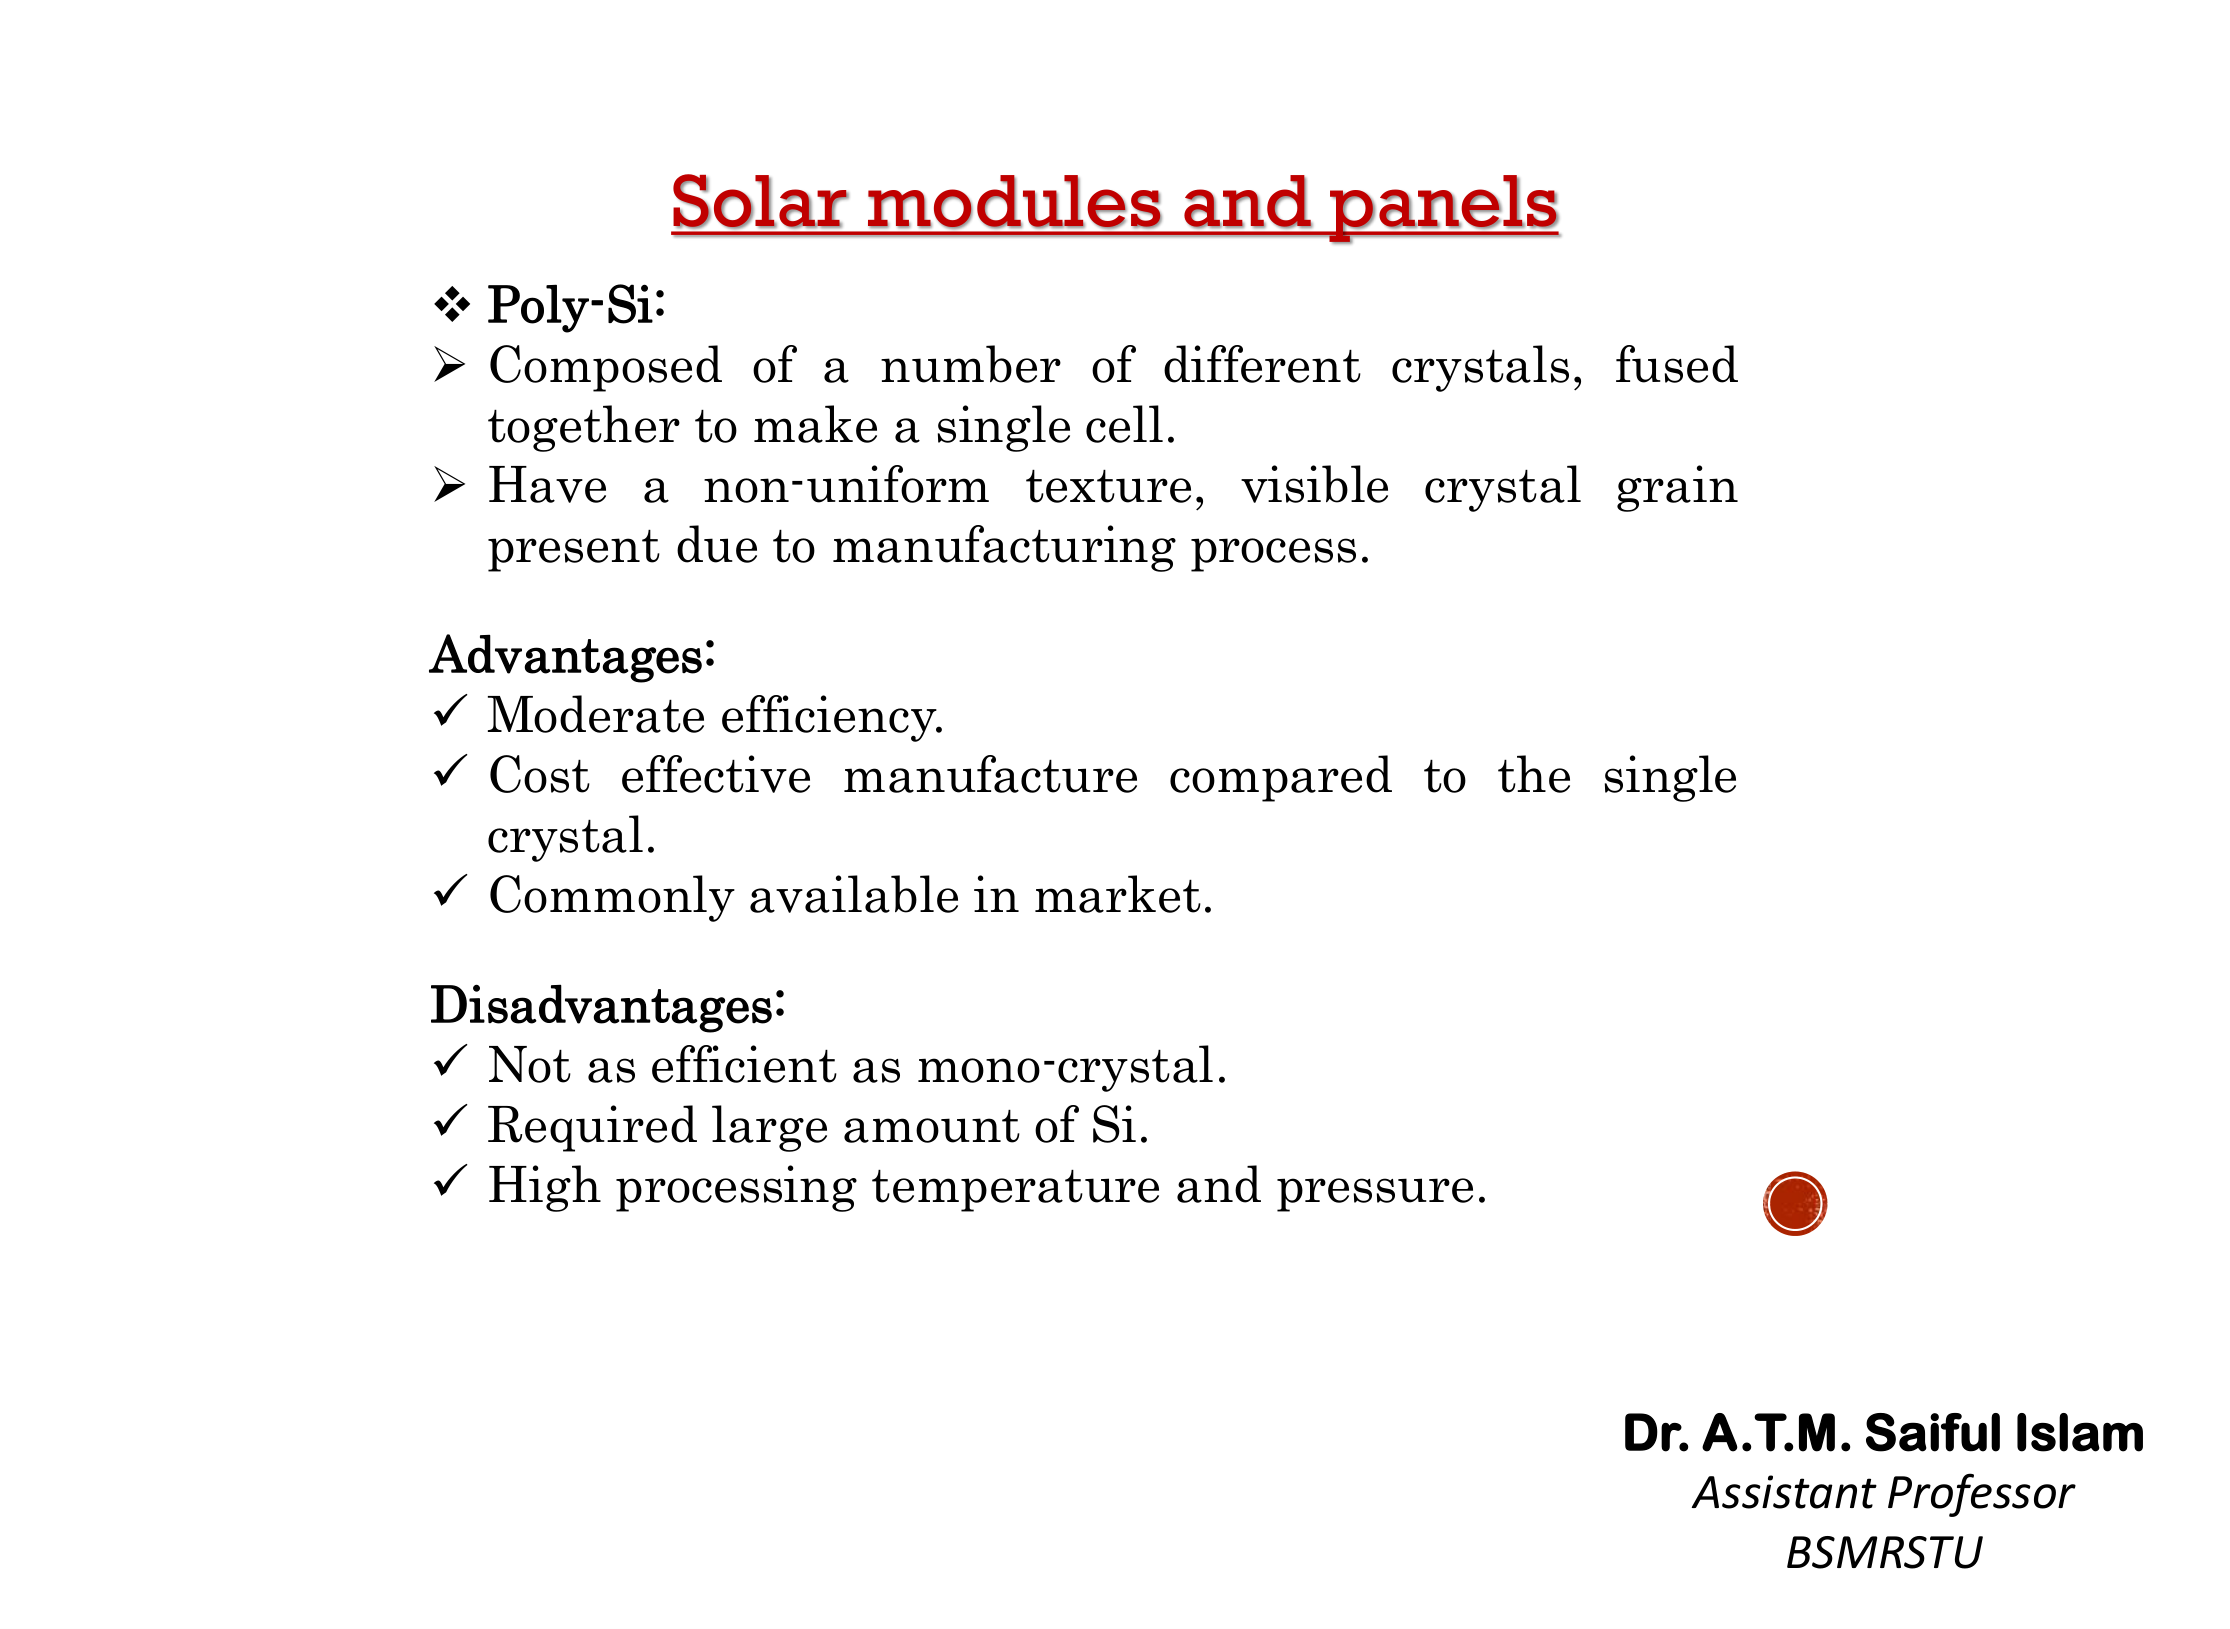 Solar modules and panels
❖ Poly-Si:
➢ Composed of a number of different crystals, fused
together to make a single cell.
➢ Have a non-uniform texture, visible crystal grain
present due to manufacturing process.
Advantages:
✓ Moderate efficiency.
✓ Cost effective manufacture compared to the single
crystal.
✓ Commonly available in market.
Disadvantages:
✓ Not as efficient as mono-crystal.
✓ Required large amount of Si.
✓ High processing temperature and pressure.
Dr. A.T.M. Saiful Islam
Assistant Professor
BSMRSTU